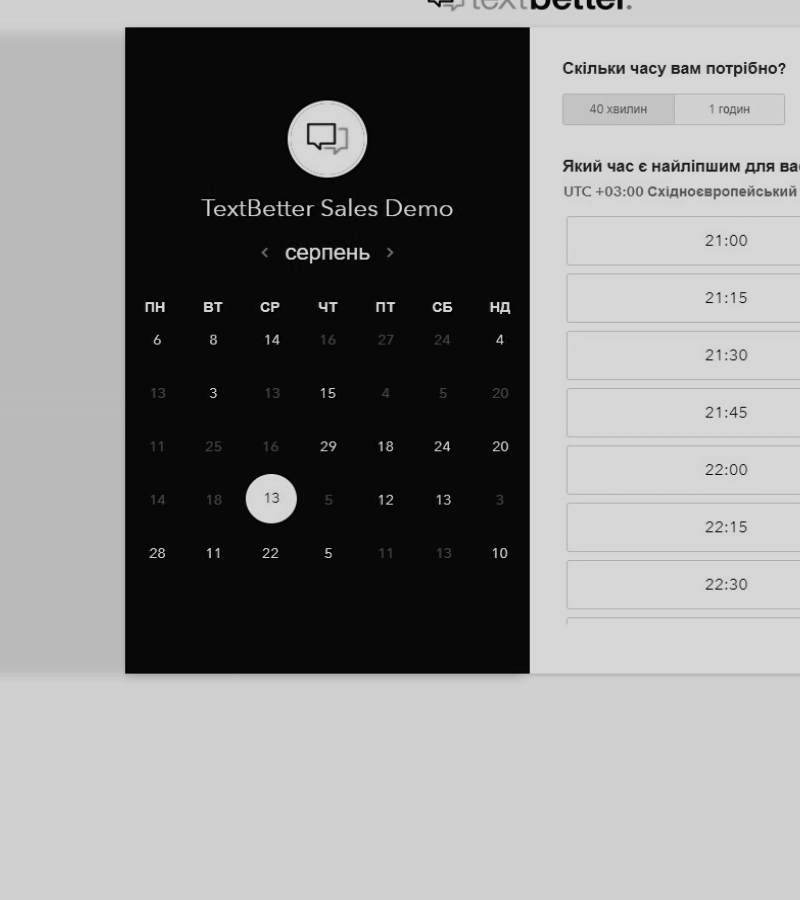 textbetter.
TextBetter Sales Demo
серпень
ПН ВТ СР ЧТ ПТ СБ НД
6 8 14 16 27 24 4
13 3 13 15 4 5 20
11 25 16 29 18 24 20
14 18 13 5 12 13 3
28 11 22 5 11 13 10
Скільки часу вам потрібно?
40 хвилин 1 годин
Який час є найліпшим для ва
UTC +03:00 Східноєвропейський
21:00
21:15
21:30
21:45
22:00
22:15
22:30